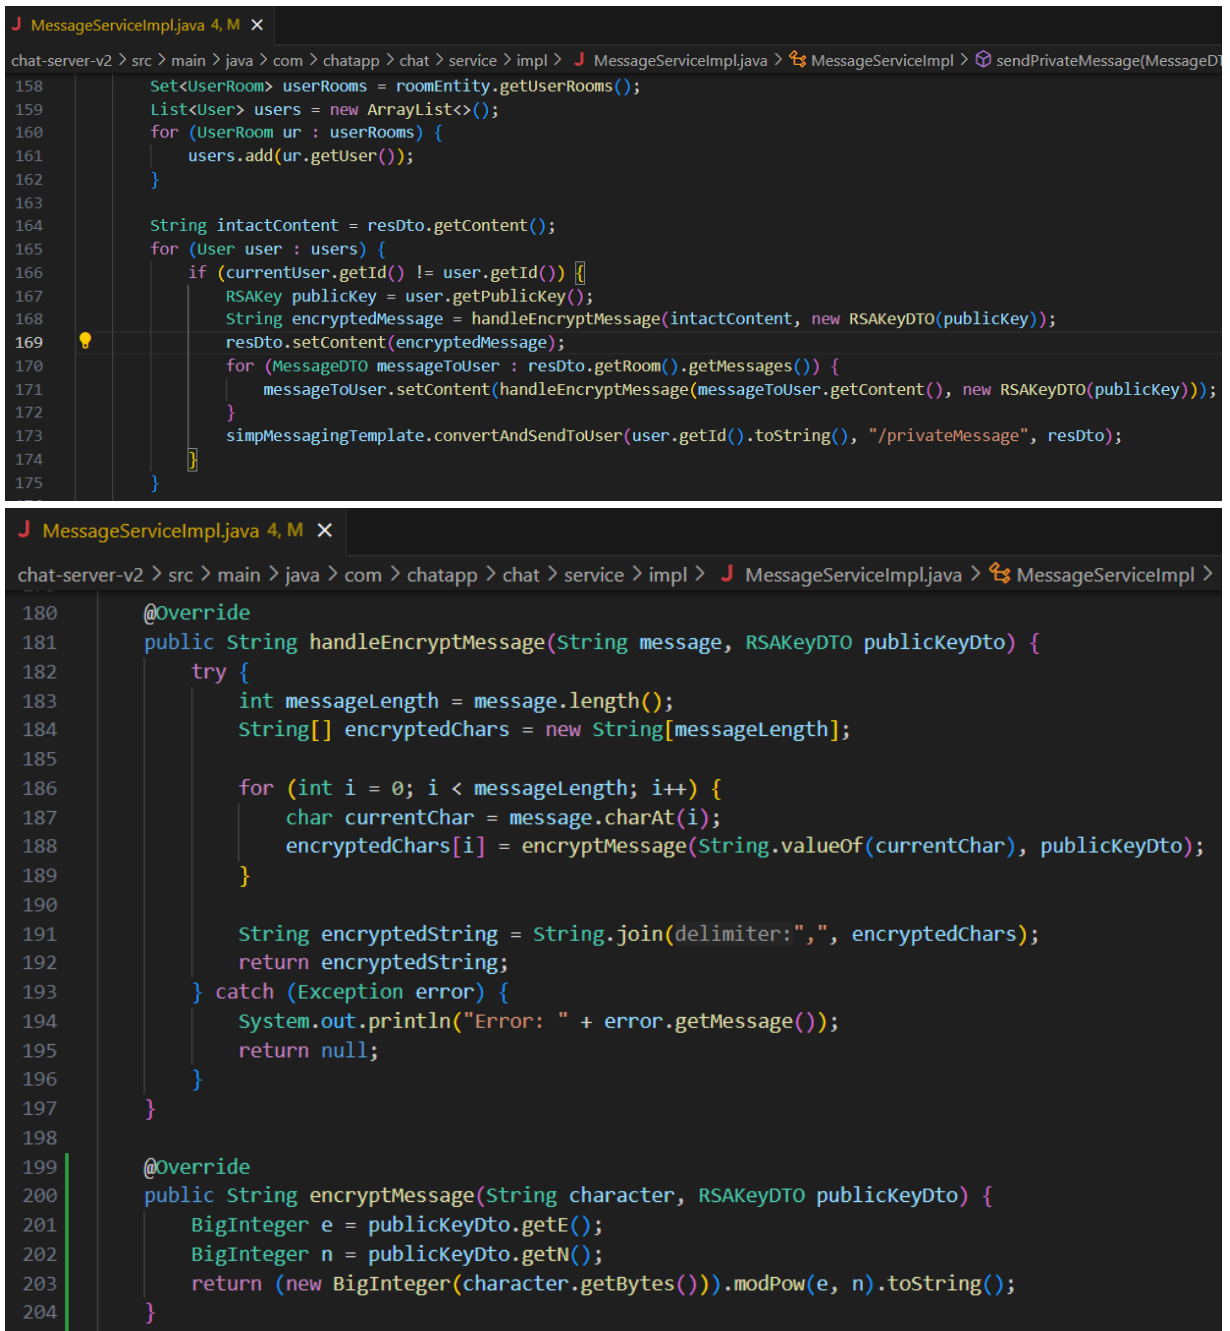 J MessageServiceImpl.java 4, M ✕
chat-server-v2 > src > main > java > com > chatapp > chat > service > impl > J MessageServiceImpl.java > MessageServiceImpl > sendPrivateMessage(MessageDT
158 Set<UserRoom> userRooms = roomEntity.getUserRooms();
159 List<User> users = new ArrayList<>();
160 for (UserRoom ur : userRooms) {
161 users.add(ur.getUser());
162 }
163
164 String intactContent = resDto.getContent();
165 for (User user : users) {
166 if (currentUser.getId() != user.getId()) {
167 RSAKey publicKey = user.getPublicKey();
168 String encryptedMessage = handleEncryptMessage(intactContent, new RSAKeyDTO(publicKey));
169 resDto.setContent(encryptedMessage);
170 for (MessageDTO messageToUser : resDto.getRoom().getMessages()) {
171 messageToUser.setContent(handleEncryptMessage(messageToUser.getContent(), new RSAKeyDTO(publicKey)));
172 }
173 simpMessagingTemplate.convertAndSendToUser(user.getId().toString(), "/privateMessage", resDto);
174 }
175 }
J MessageServiceImpl.java 4, M ✕
chat-server-v2 > src > main > java > com > chatapp > chat > service > impl > J MessageServiceImpl.java > MessageServiceImpl >
180 @Override
181 public String handleEncryptMessage(String message, RSAKeyDTO publicKeyDto) {
182 try {
183 int messageLength = message.length();
184 String[] encryptedChars = new String[messageLength];
185
186 for (int i = 0; i < messageLength; i++) {
187 char currentChar = message.charAt(i);
188 encryptedChars[i] = encryptMessage(String.valueOf(currentChar), publicKeyDto);
189 }
190
191 String encryptedString = String.join(delimiter:",", encryptedChars);
192 return encryptedString;
193 } catch (Exception error) {
194 System.out.println("Error: " + error.getMessage());
195 return null;
196 }
197 }
198
199 @Override
200 public String encryptMessage(String character, RSAKeyDTO publicKeyDto) {
201 BigInteger e = publicKeyDto.getE();
202 BigInteger n = publicKeyDto.getN();
203 return (new BigInteger(character.getBytes())).modPow(e, n).toString();
204 }